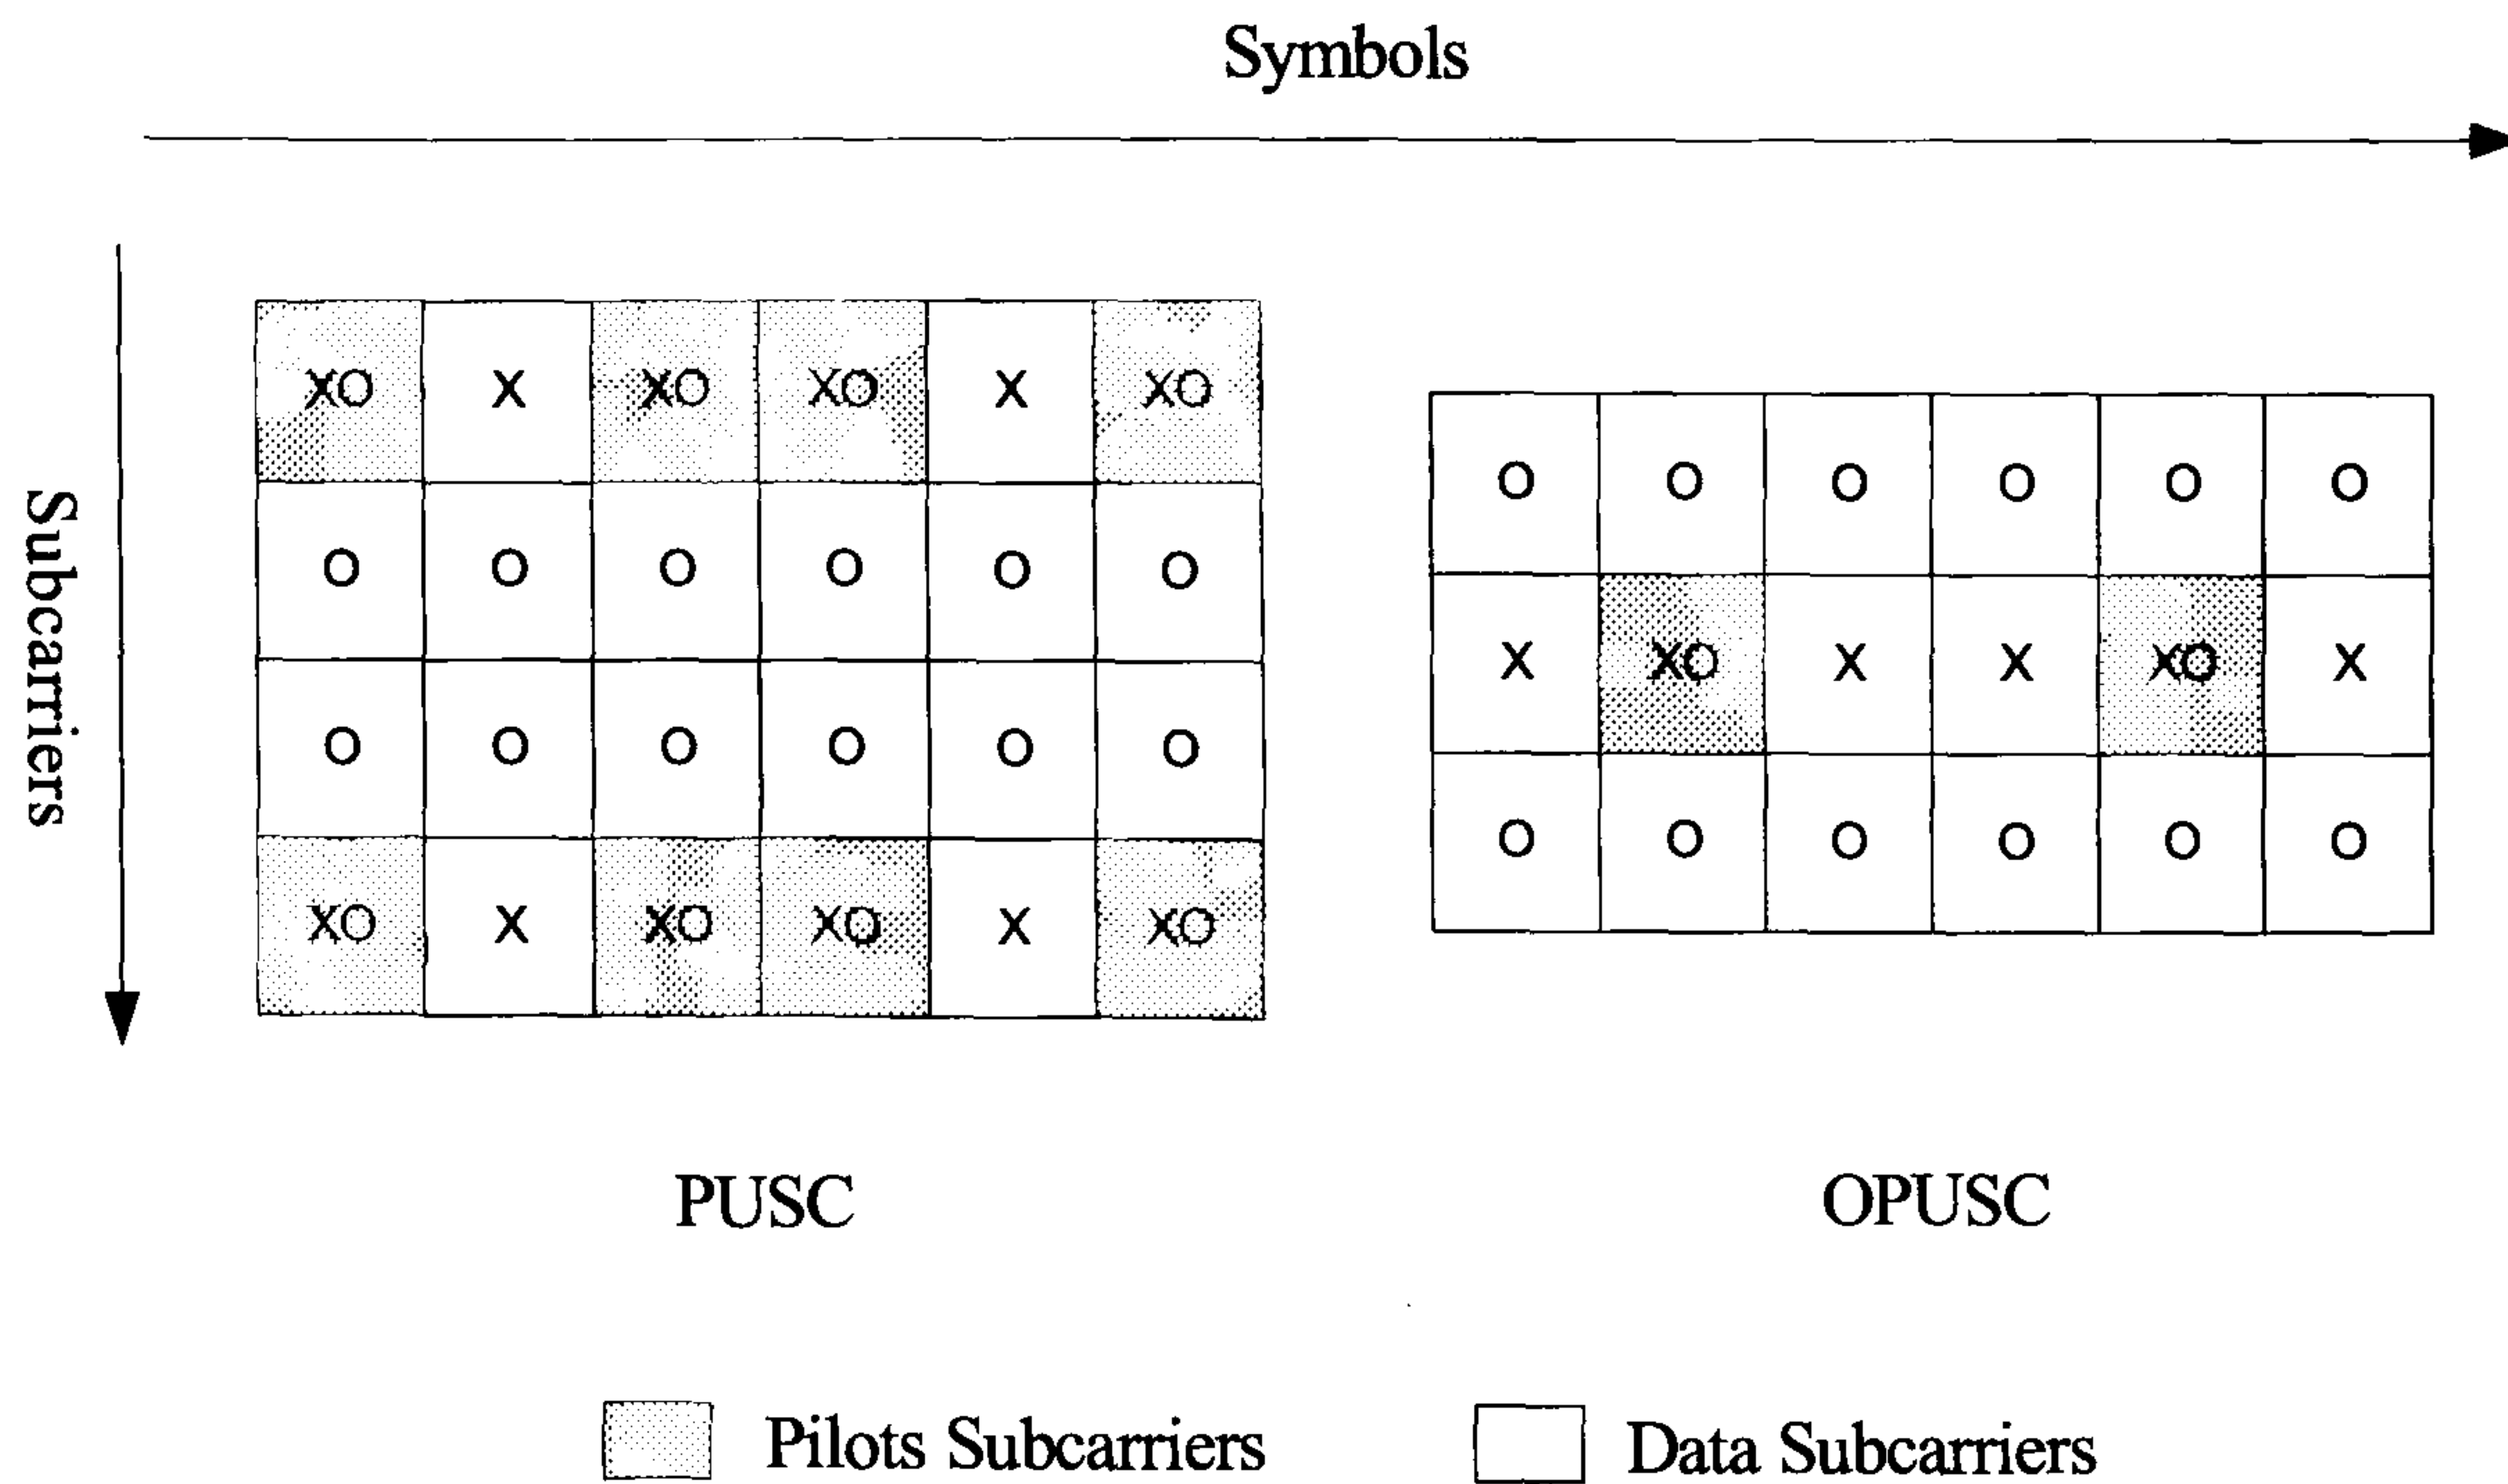 Symbols
Subcarriers
XO X XO XO X XO
O O O O O O
O O O O O O
XO X XO XO X XO
O O O O O O
X XO X X XO X
O O O O O O
PUSC
OPUSC
Pilots Subcarriers
Data Subcarriers